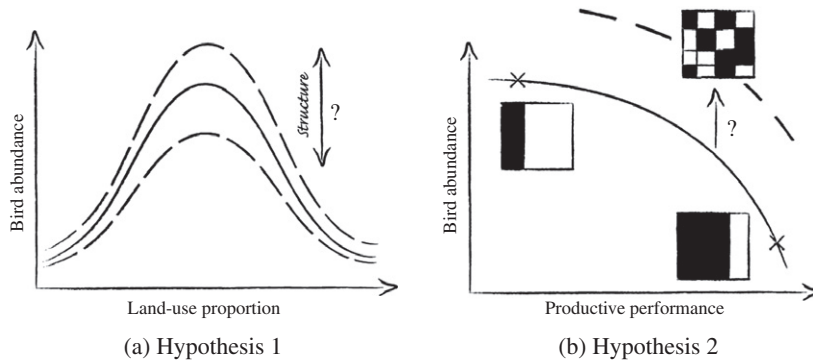 Bird abundance
Structure
?
Land-use proportion
(a) Hypothesis 1
Bird abundance
?
Productive performance
(b) Hypothesis 2